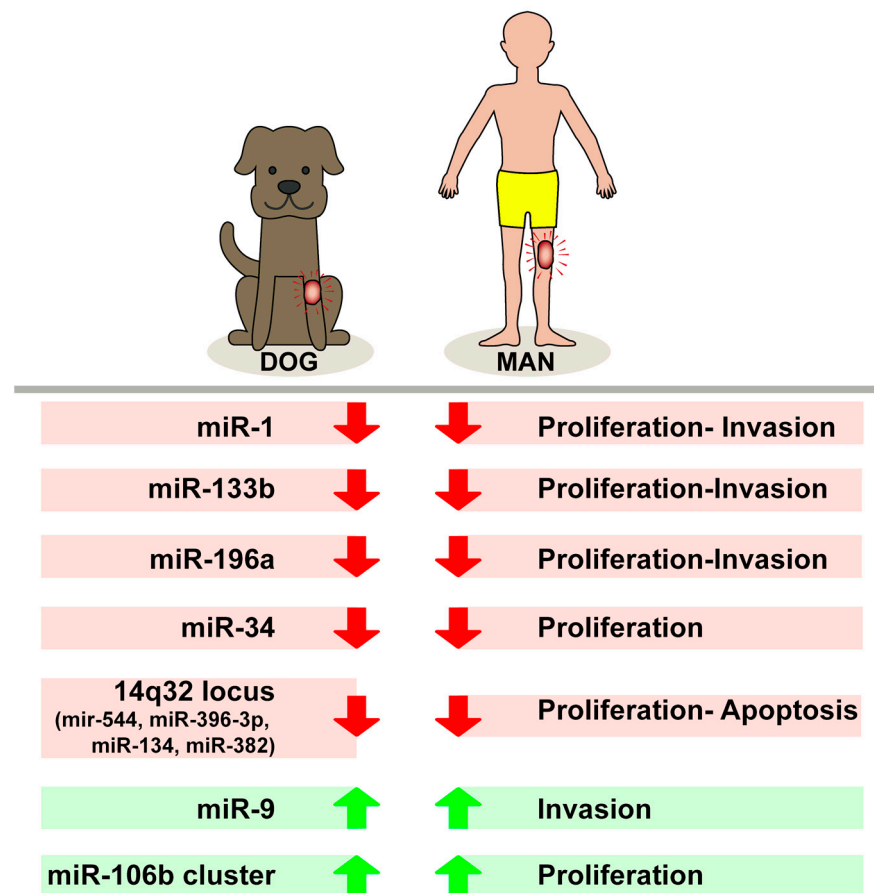 DOG MAN
miR-1 Proliferation- Invasion
miR-133b Proliferation-Invasion
miR-196a Proliferation-Invasion
miR-34 Proliferation
14q32 locus
(mir-544, miR-396-3p,
miR-134, miR-382)
Proliferation- Apoptosis
miR-9 Invasion
miR-106b cluster Proliferation